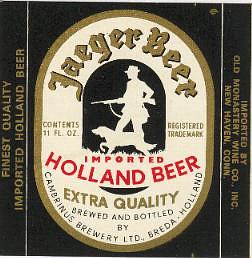 FINEST QUALITY
IMPORTED HOLLAND BEER
Jaeger Beer
CONTENTS
11 FL. OZ.
REGISTERED
TRADEMARK
IMPORTED
HOLLAND BEER
EXTRA QUALITY
BREWED AND BOTTLED
BY
CAMBRINUS BREWERY LTD., BREDA, HOLLAND
IMPORTED BY
OLD MONASTERY WINE CO., INC.
NEW HAVEN, CONN.